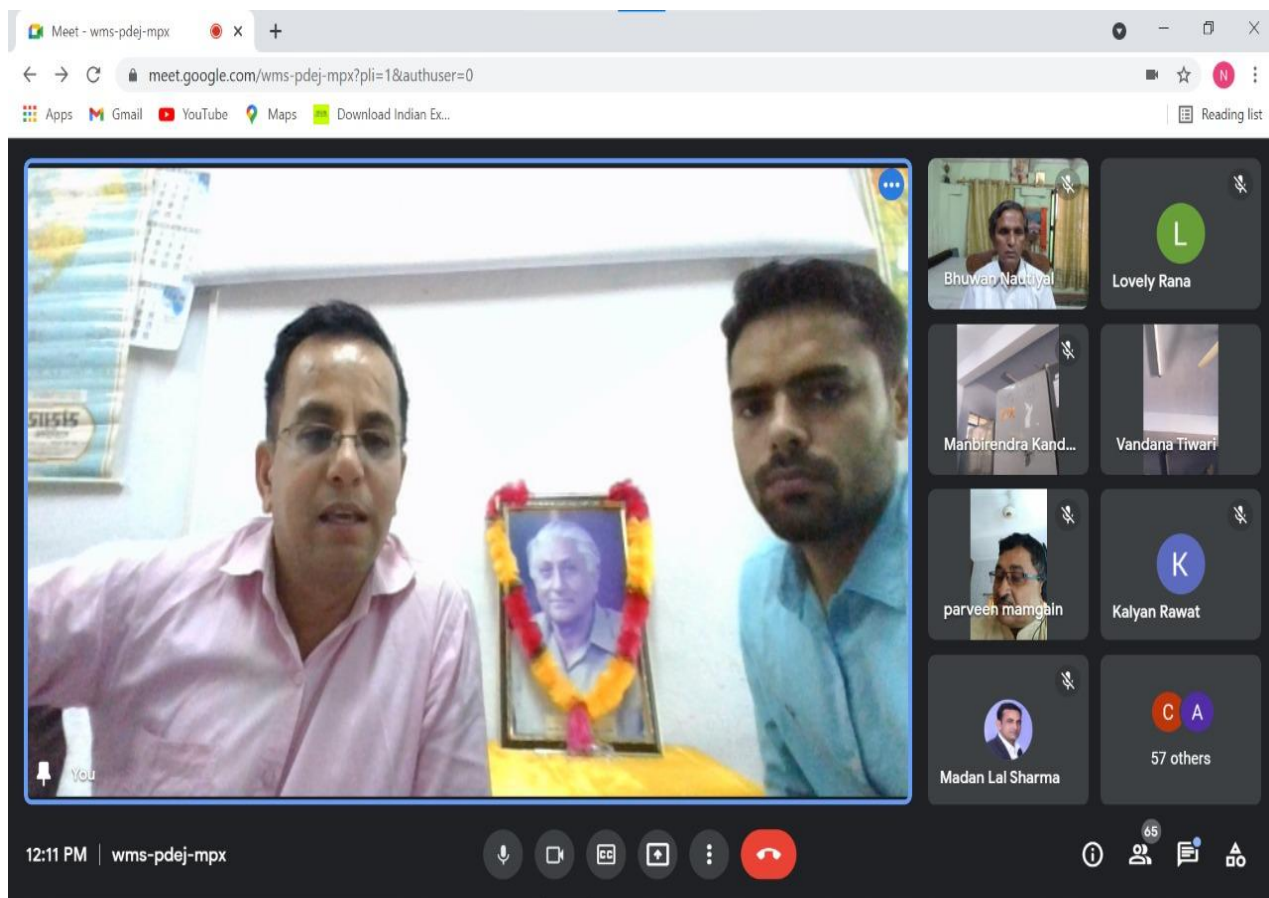 Meet - wms-pdej-mpx
meet.google.com/wms-pdej-mpx?pli=1&authuser=0
N
Apps
Gmail
YouTube
Maps
Download Indian Ex...
Reading list
You
Bhuwan Nautiyal
L
Lovely Rana
Manbirendra Kand...
Vandana Tiwari
parveen mamgain
K
Kalyan Rawat
Madan Lal Sharma
C A
57 others
12:11 PM | wms-pdej-mpx
CC
65